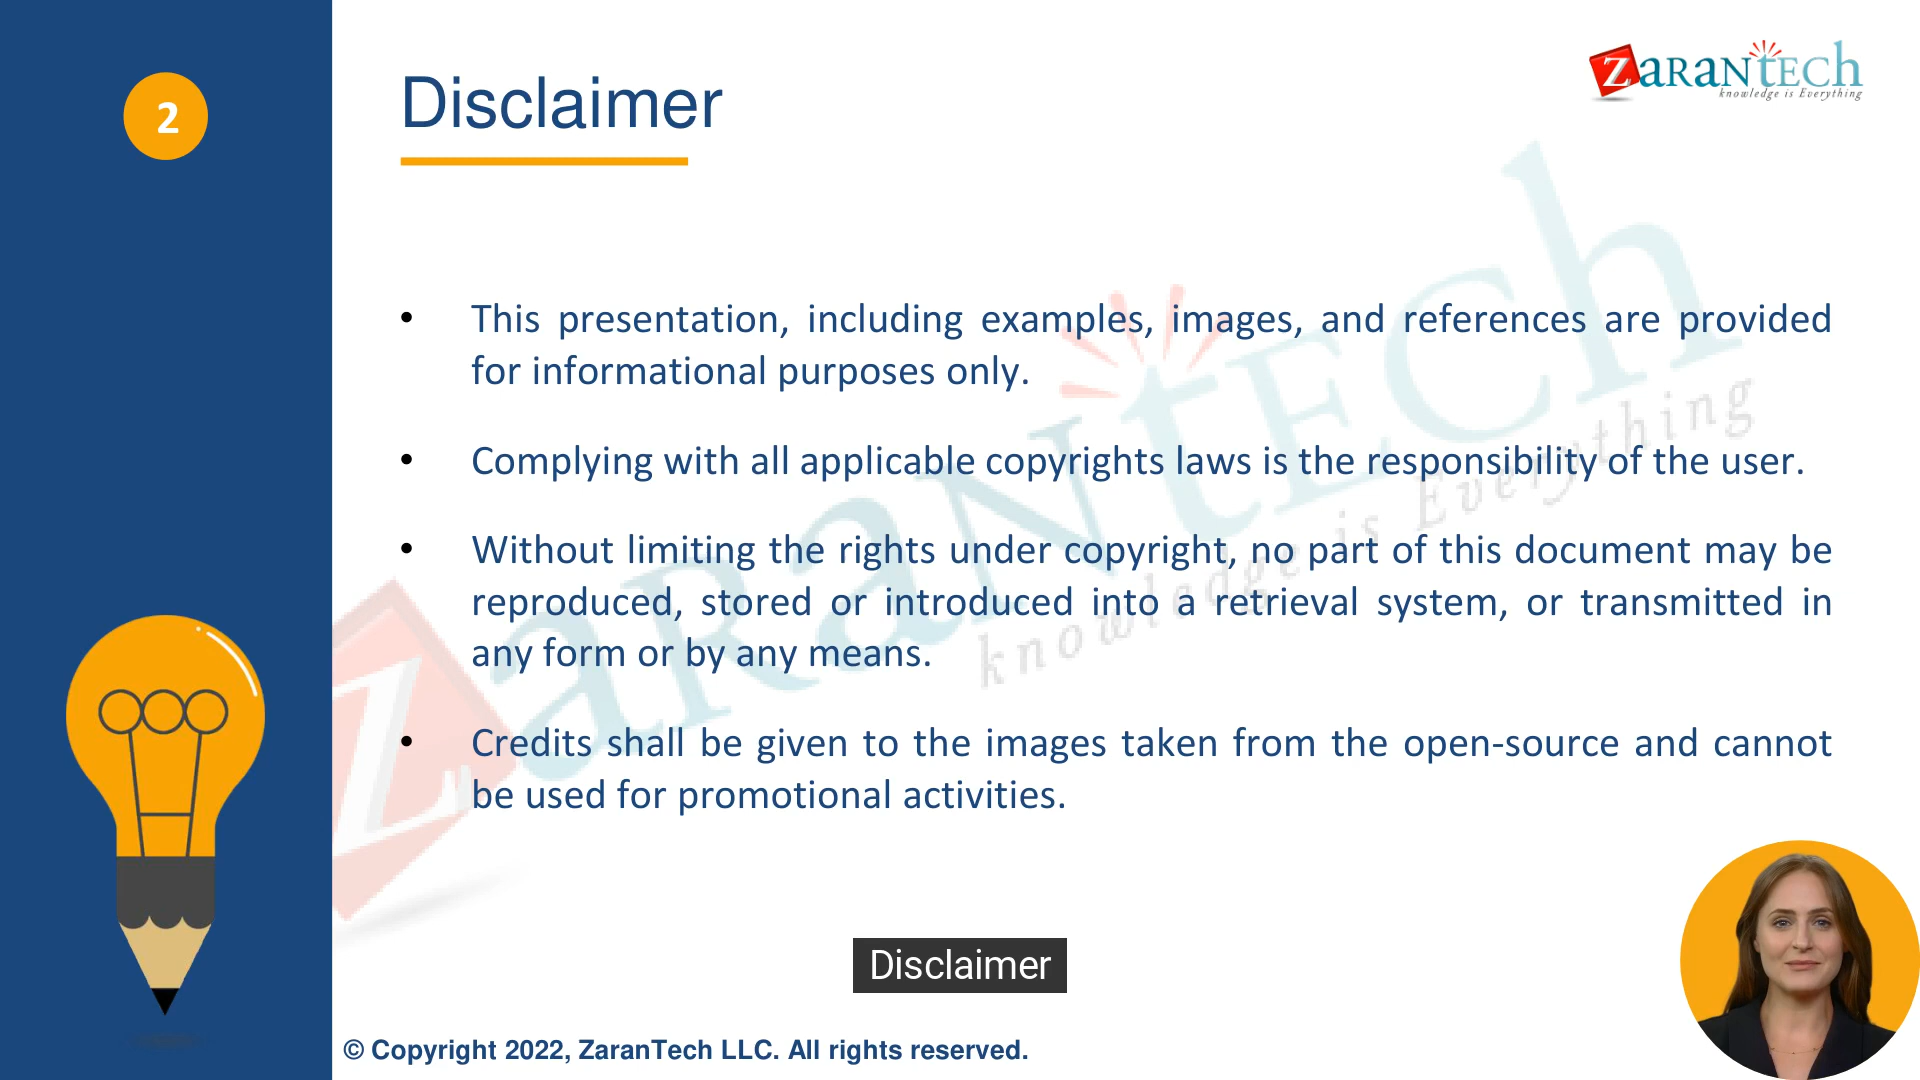 2
Disclaimer
ZaranTech
knowledge is Everything
• This presentation, including examples, images, and references are provided
for informational purposes only.
• Complying with all applicable copyrights laws is the responsibility of the user.
• Without limiting the rights under copyright, no part of this document may be
reproduced, stored or introduced into a retrieval system, or transmitted in
any form or by any means.
• Credits shall be given to the images taken from the open-source and cannot
be used for promotional activities.
ZaranTech
knowledge is Everything
Disclaimer
© Copyright 2022, ZaranTech LLC. All rights reserved.